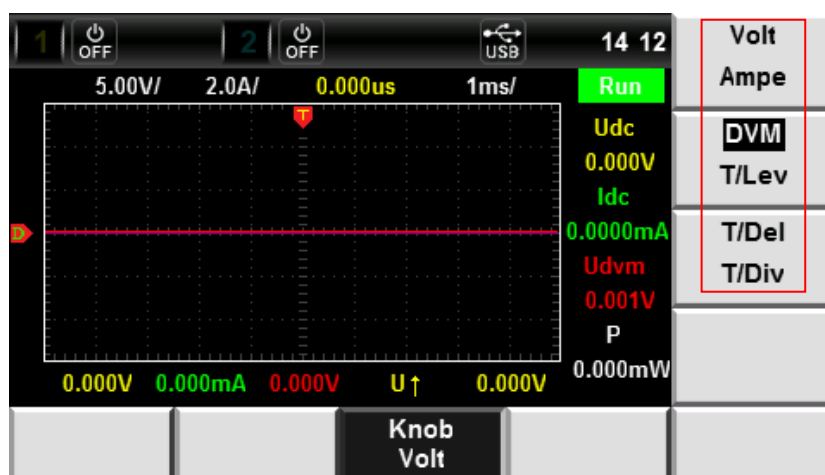 1 OFF 2 OFF USB 14 12
5.00V/ 2.0A/ 0.000us 1ms/ Run
T
Udc
0.000V
Idc
D
0.0000mA
Udvm
0.001V
P
0.000mW
0.000V 0.000mA 0.000V U↑ 0.000V
Volt
Ampe
DVM
T/Lev
T/Del
T/Div
Knob
Volt